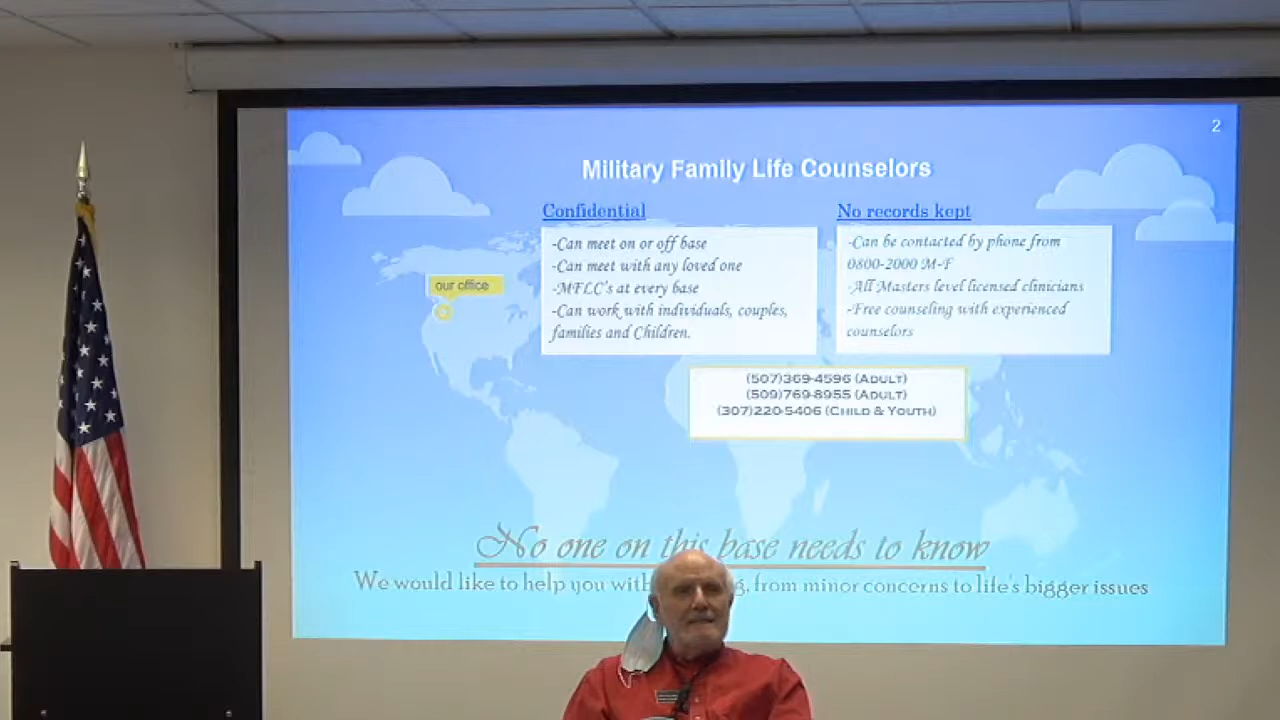 2
Military Family Life Counselors
Confidential
-Can meet on or off base
-Can meet with any loved one
-MFLC's at every base
-Can work with individuals, couples,
families and Children.
No records kept
-Can be contacted by phone from
0800-2000 M-F
-All Masters level licensed clinicians
-Free counseling with experienced
counselors
our office
(507)369-4596 (Adult)
(509)769-8955 (Adult)
(307)220-5406 (Child & Youth)
No one on this base needs to know
We would like to help you with , from minor concerns to life's bigger issues